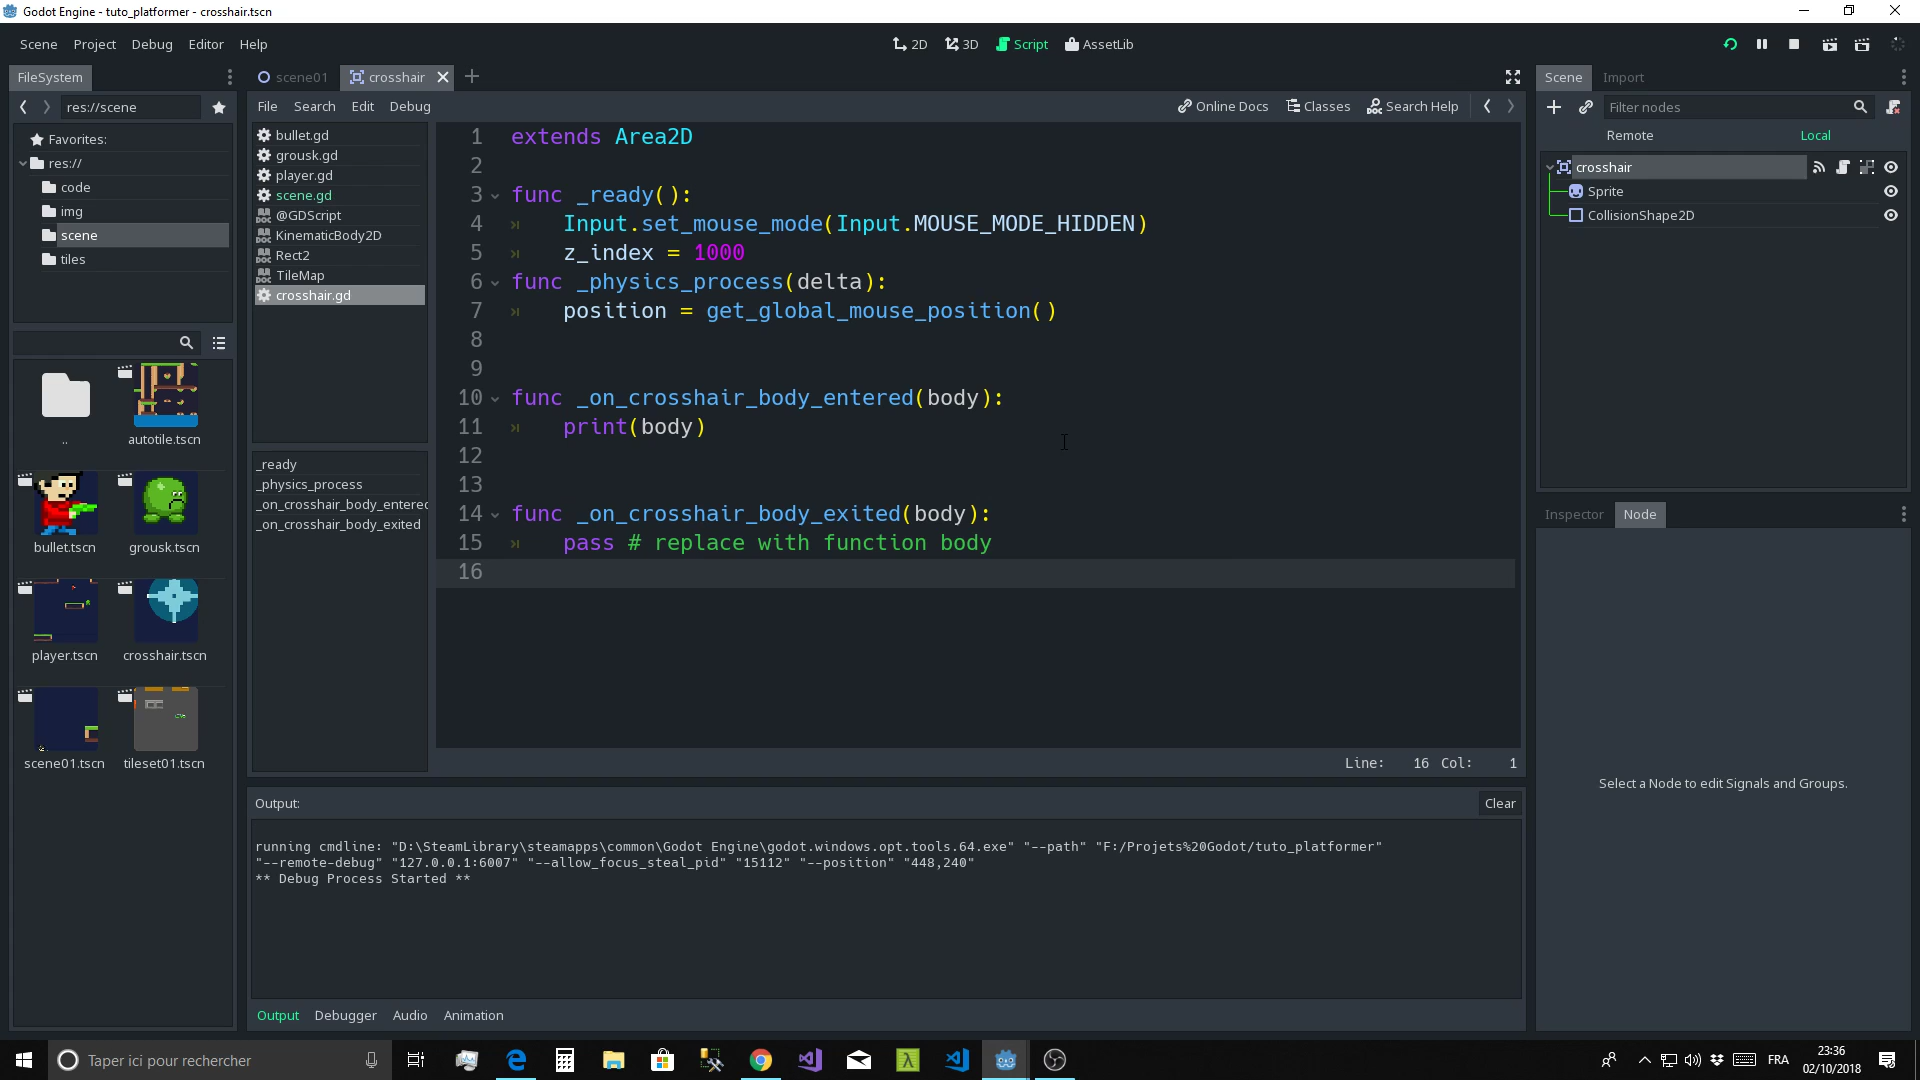 Godot Engine - tuto_platformer - crosshair.tscn
Scene Project Debug Editor Help
2D 3D Script AssetLib
FileSystem
scene01 crosshair
Scene Import
res://scene
File Search Edit Debug
Online Docs Classes Search Help
Filter nodes
Remote Local
Favorites:
res://
code
img
scene
tiles
bullet.gd
grousk.gd
player.gd
scene.gd
@GDScript
KinematicBody2D
Rect2
TileMap
crosshair.gd
_ready
_physics_process
_on_crosshair_body_entered
_on_crosshair_body_exited
1 extends Area2D
2
3 func _ready():
4 Input.set_mouse_mode(Input.MOUSE_MODE_HIDDEN)
5 z_index = 1000
6 func _physics_process(delta):
7 position = get_global_mouse_position()
8
9
10 func _on_crosshair_body_entered(body):
11 print(body)
12
13
14 func _on_crosshair_body_exited(body):
15 pass # replace with function body
16
Line: 16 Col: 1
crosshair
Sprite
CollisionShape2D
Inspector Node
Select a Node to edit Signals and Groups.
..
autotile.tscn
bullet.tscn
grousk.tscn
player.tscn
crosshair.tscn
scene01.tscn
tileset01.tscn
Output:
Clear
running cmdline: "D:\SteamLibrary\steamapps\common\Godot Engine\godot.windows.opt.tools.64.exe" "--path" "F:/Projets%20Godot/tuto_platformer"
"--remote-debug" "127.0.0.1:6007" "--allow_focus_steal_pid" "15112" "--position" "448,240"
** Debug Process Started **
Output Debugger Audio Animation
Taper ici pour rechercher
FRA
23:36
02/10/2018